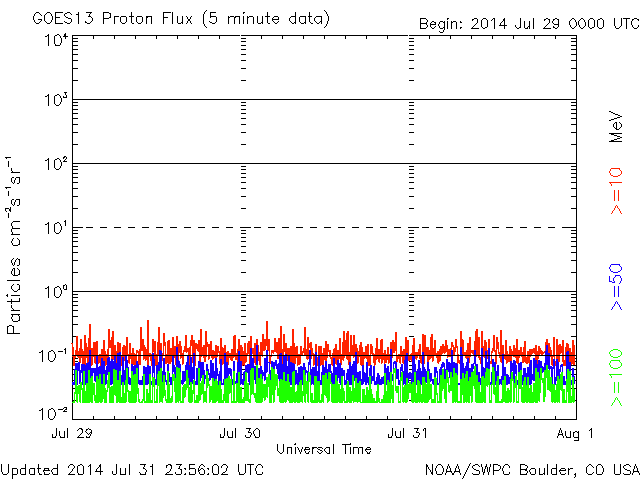 GOES13 Proton Flux (5 minute data)
Begin: 2014 Jul 29 0000 UTC
Particles cm⁻²s⁻¹sr⁻¹
10⁴
10³
10²
10¹
10⁰
10⁻¹
10⁻²
Jul 29
Jul 30
Jul 31
Aug 1
Universal Time
MeV
>=10
>=50
>=100
Updated 2014 Jul 31 23:56:02 UTC
NOAA/SWPC Boulder, CO USA